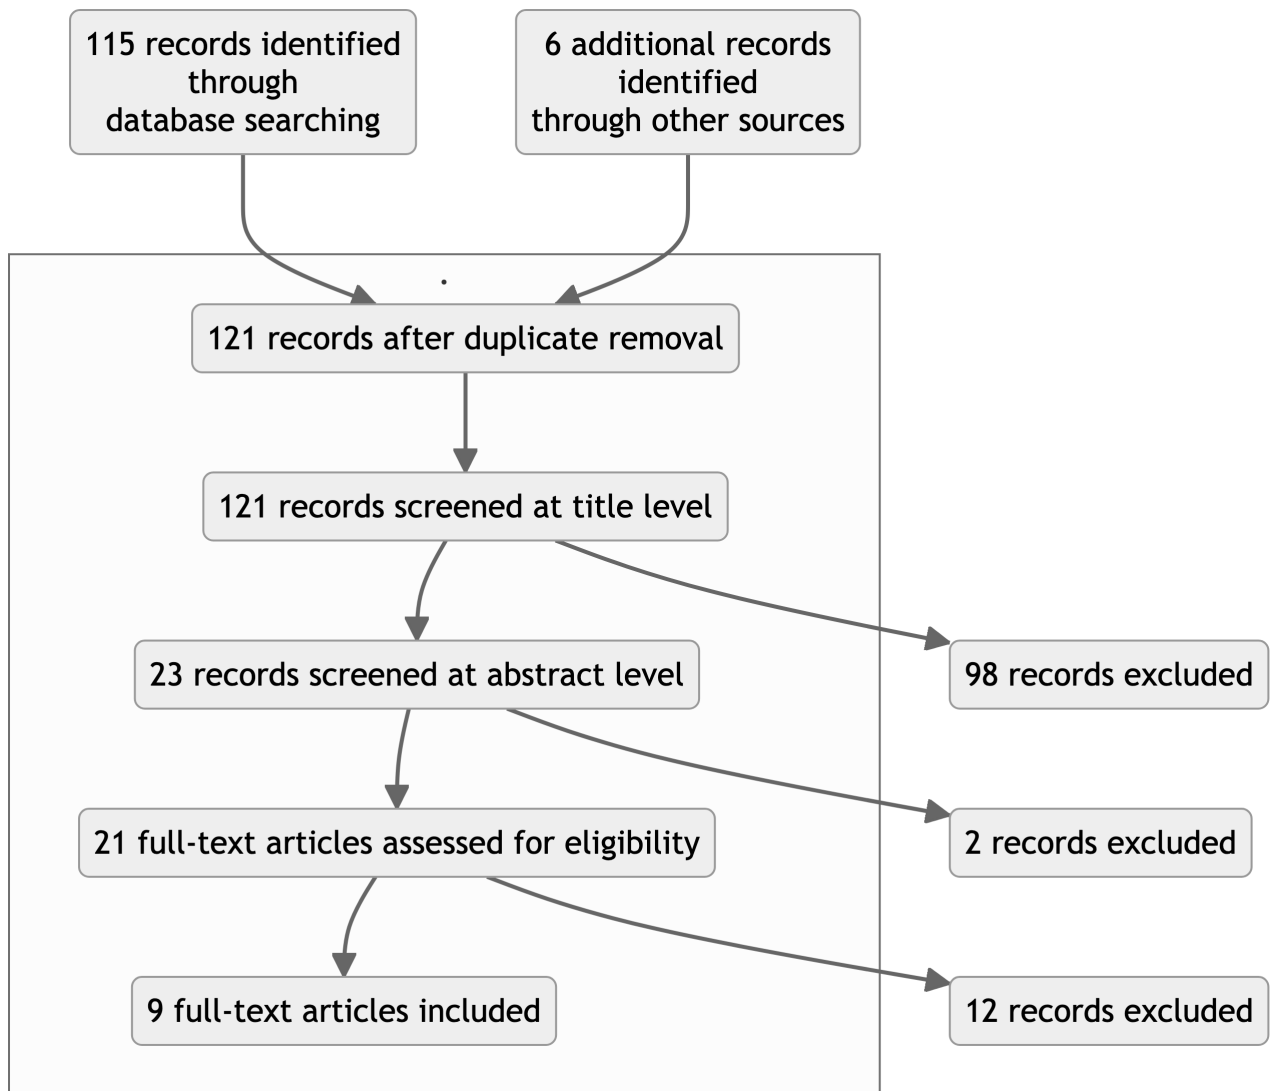 115 records identified
through
database searching
6 additional records
identified
through other sources
.
121 records after duplicate removal
121 records screened at title level
23 records screened at abstract level
98 records excluded
21 full-text articles assessed for eligibility
2 records excluded
9 full-text articles included
12 records excluded